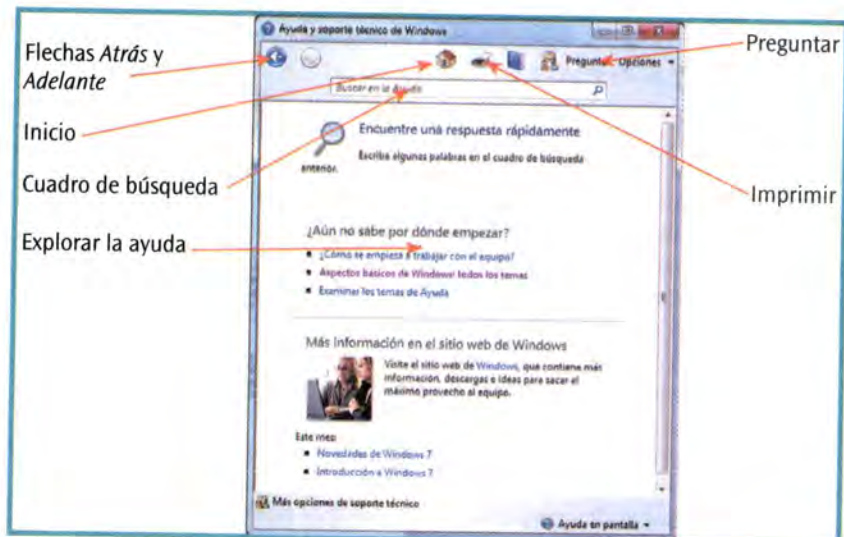 Flechas Atrás y
Adelante
Inicio
Cuadro de búsqueda
Explorar la ayuda
Preguntar
Imprimir
Ayuda y soporte técnico de Windows
Preguntar Opciones
Buscar en la Ayuda
Encuentre una respuesta rápidamente
Escriba algunas palabras en el cuadro de búsqueda
anterior.
¿Aún no sabe por dónde empezar?
¿Cómo se empieza a trabajar con el equipo?
Aspectos básicos de Windows: todos los temas
Examinar los temas de Ayuda
Más información en el sitio web de Windows
Visite el sitio web de Windows, que contiene más
información, descargas e ideas para sacar el
máximo provecho al equipo.
Este mes:
Novedades de Windows 7
Introducción a Windows 7
Más opciones de soporte técnico
Ayuda en pantalla